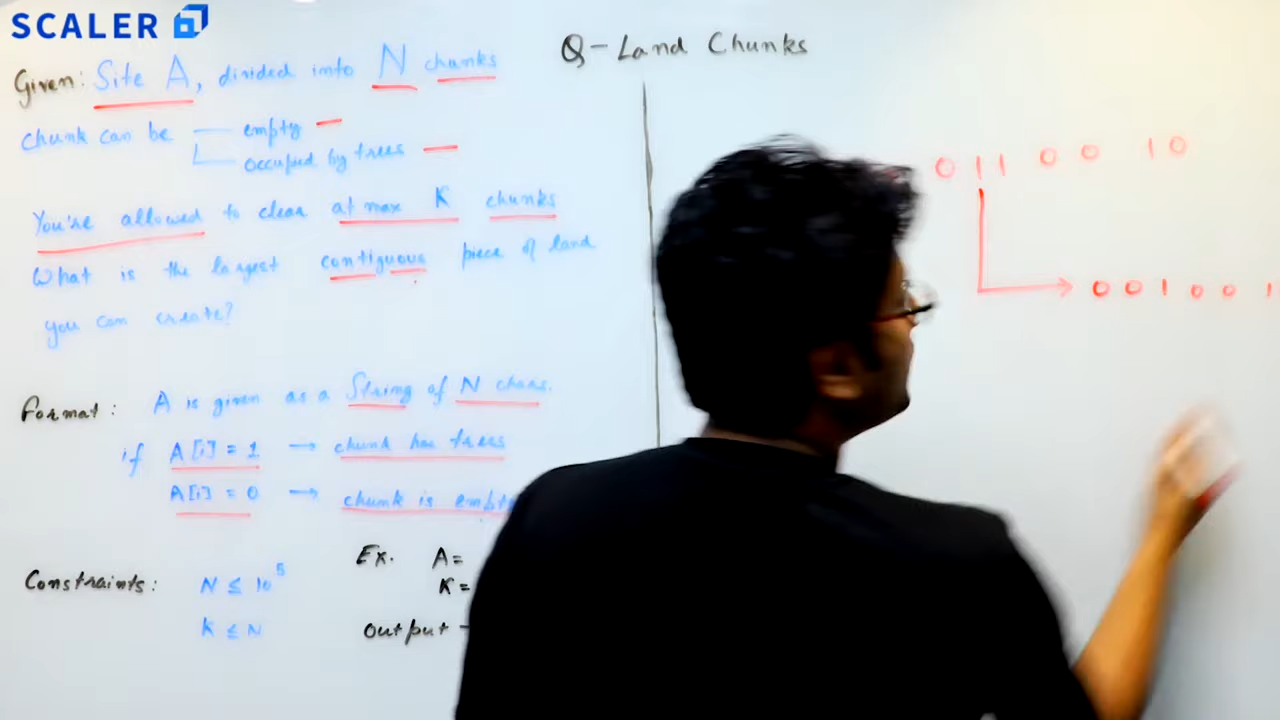 SCALER
Q-Land Chunks
Given: Site A, divided into N chunks
chunk can be empty
occupied by trees
You're allowed to clear at max K chunks
What is the largest contiguous piece of land
you can create?
Format: A is given as a String of N chars.
if A[i] = 1 → chunk has trees
A[i] = 0 → chunk is empty
Constraints: N ≤ 10^5
K ≤ N
Ex. A=
K=
Output -
0 1 1 0 0 1 0
0 0 1 0 0 1